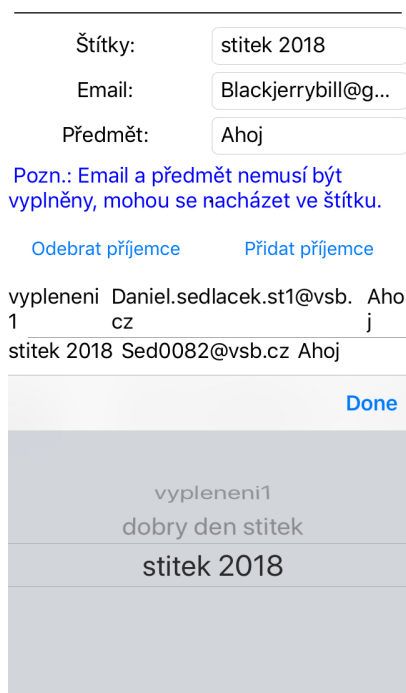 Štítky: stitek 2018
Email: Blackjerrybill@g...
Předmět: Ahoj
Pozn.: Email a předmět nemusí být
vyplněny, mohou se nacházet ve štítku.
Odebrat příjemce Přidat příjemce
vypleneni Daniel.sedlacek.st1@vsb. Aho
1 cz j
stitek 2018 Sed0082@vsb.cz Ahoj
Done
vypleneni1
dobry den stitek
stitek 2018